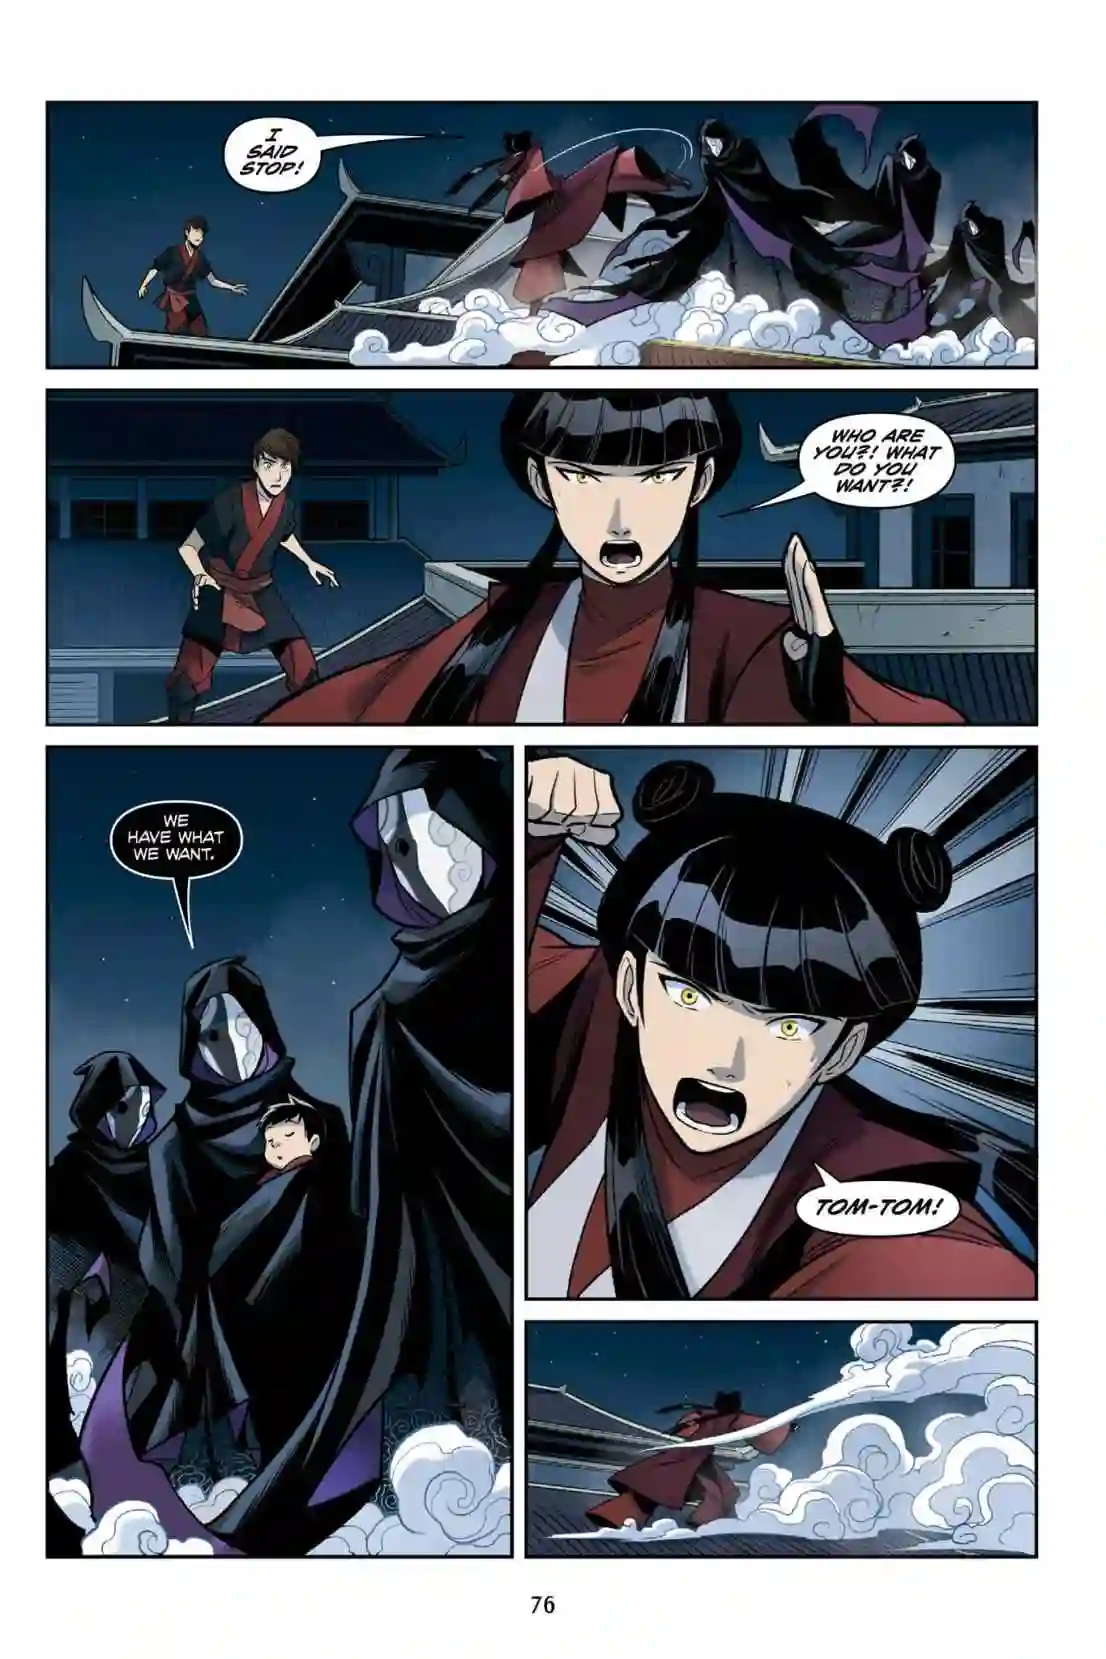 I
SAID
STOP!
WHO ARE
YOU?! WHAT
DO YOU
WANT?!
WE
HAVE WHAT
WE WANT.
TOM-TOM!
76